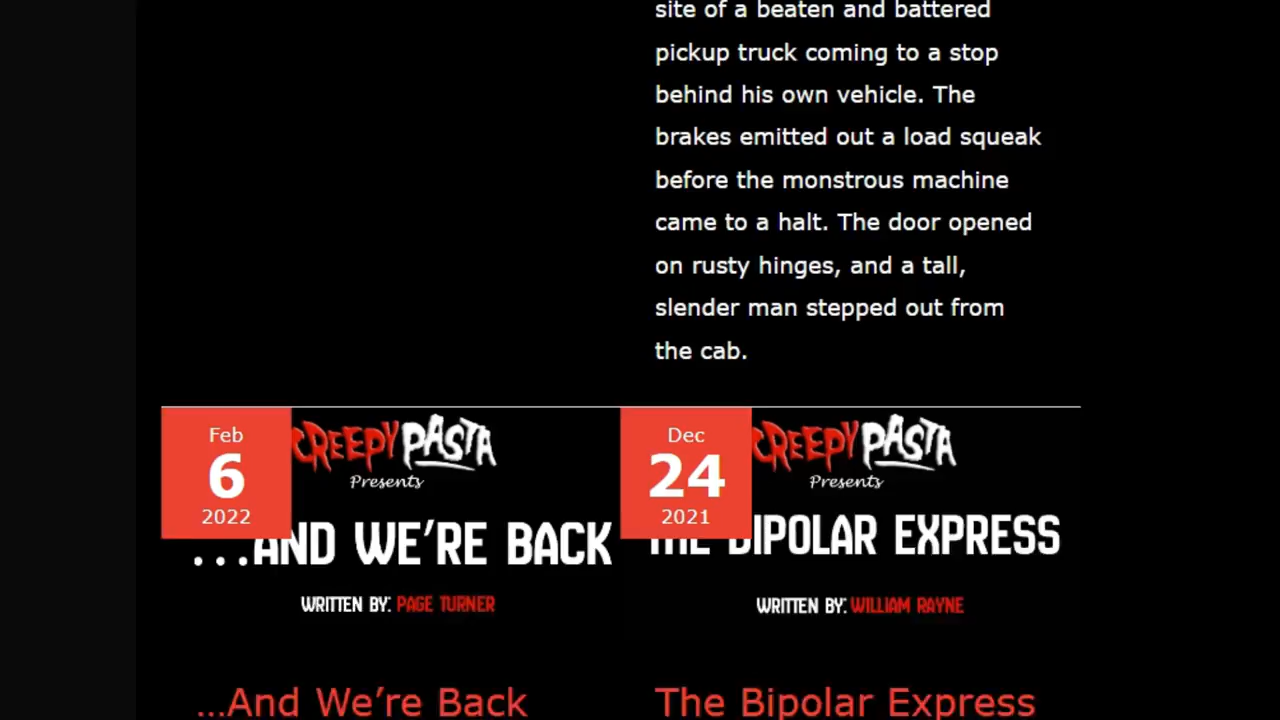 site of a beaten and battered
pickup truck coming to a stop
behind his own vehicle. The
brakes emitted out a load squeak
before the monstrous machine
came to a halt. The door opened
on rusty hinges, and a tall,
slender man stepped out from
the cab.
Feb
6
2022
CREEPYPASTA
Presents
...AND WE'RE BACK
WRITTEN BY: PAGE TURNER
...And We’re Back
Dec
24
2021
CREEPYPASTA
Presents
THE BIPOLAR EXPRESS
WRITTEN BY: WILLIAM RAYNE
The Bipolar Express